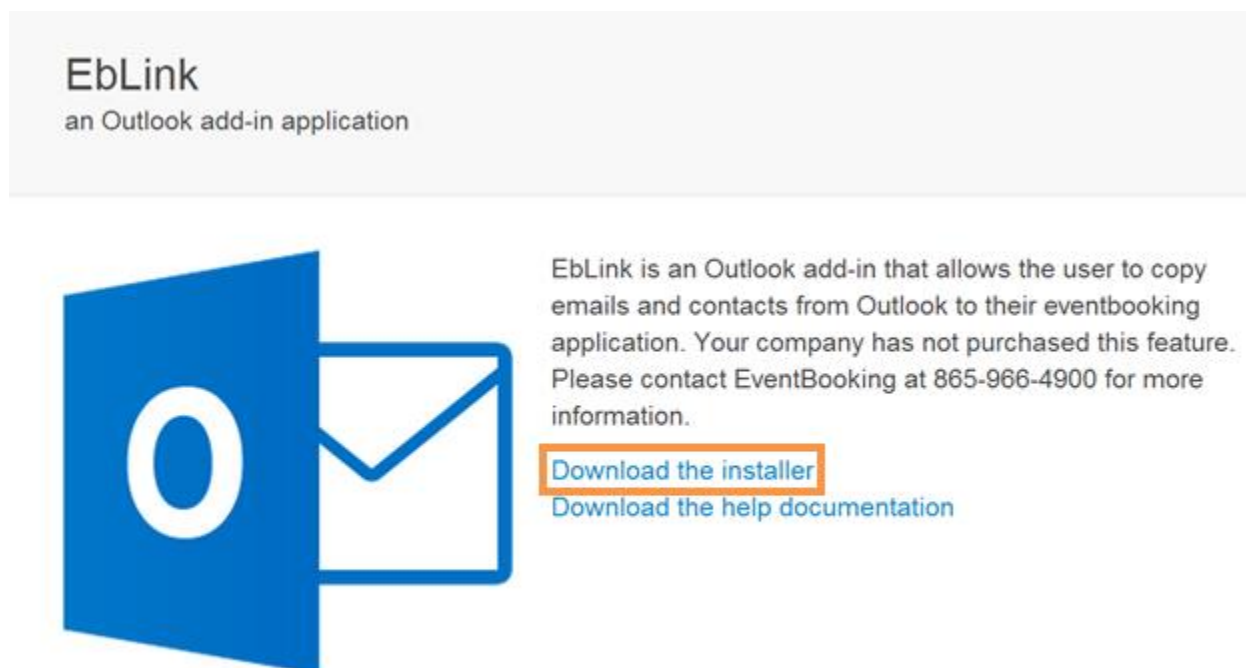 EbLink
an Outlook add-in application
EbLink is an Outlook add-in that allows the user to copy
emails and contacts from Outlook to their eventbooking
application. Your company has not purchased this feature.
Please contact EventBooking at 865-966-4900 for more
information.
Download the installer
Download the help documentation
O